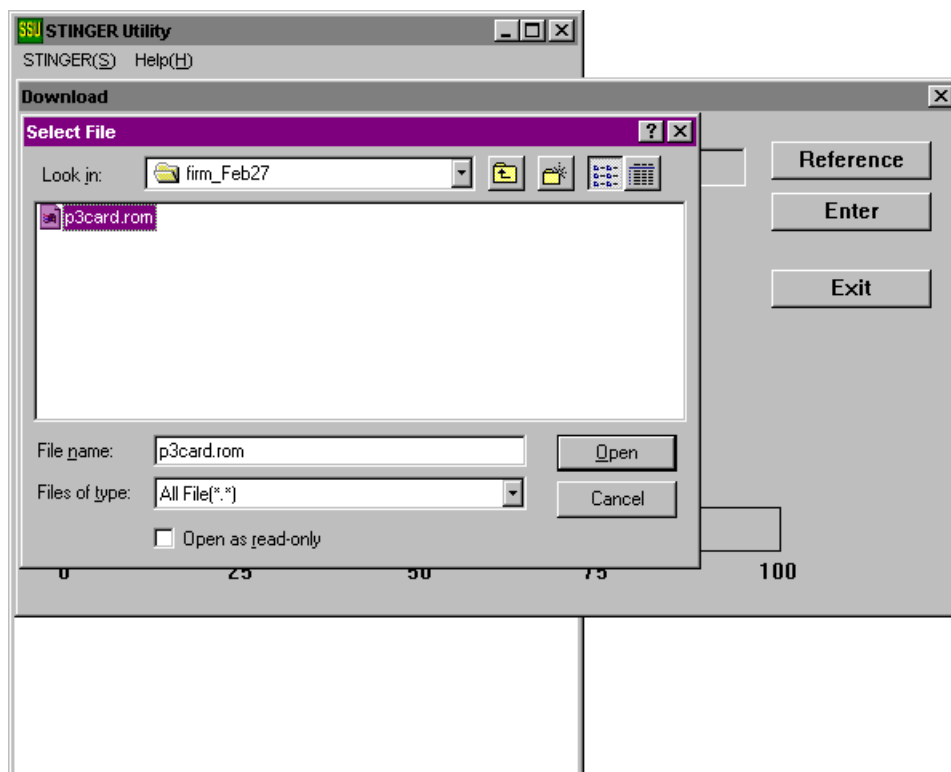 SSU STINGER Utility
STINGER(S) Help(H)
Download
Select File
Look in: firm_Feb27
Reference
p3card.rom
Enter
Exit
File name: p3card.rom Open
Files of type: All File(*.*) Cancel
Open as read-only
0 25 50 75 100